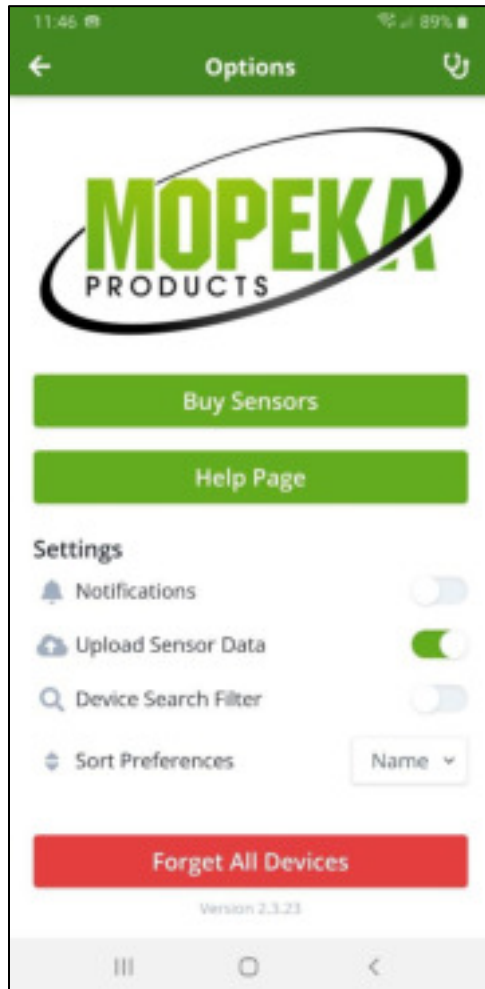 11:46 89%
Options
MOPEKA
PRODUCTS
Buy Sensors
Help Page
Settings
Notifications
Upload Sensor Data
Device Search Filter
Sort Preferences Name
Forget All Devices
Version 2.3.23